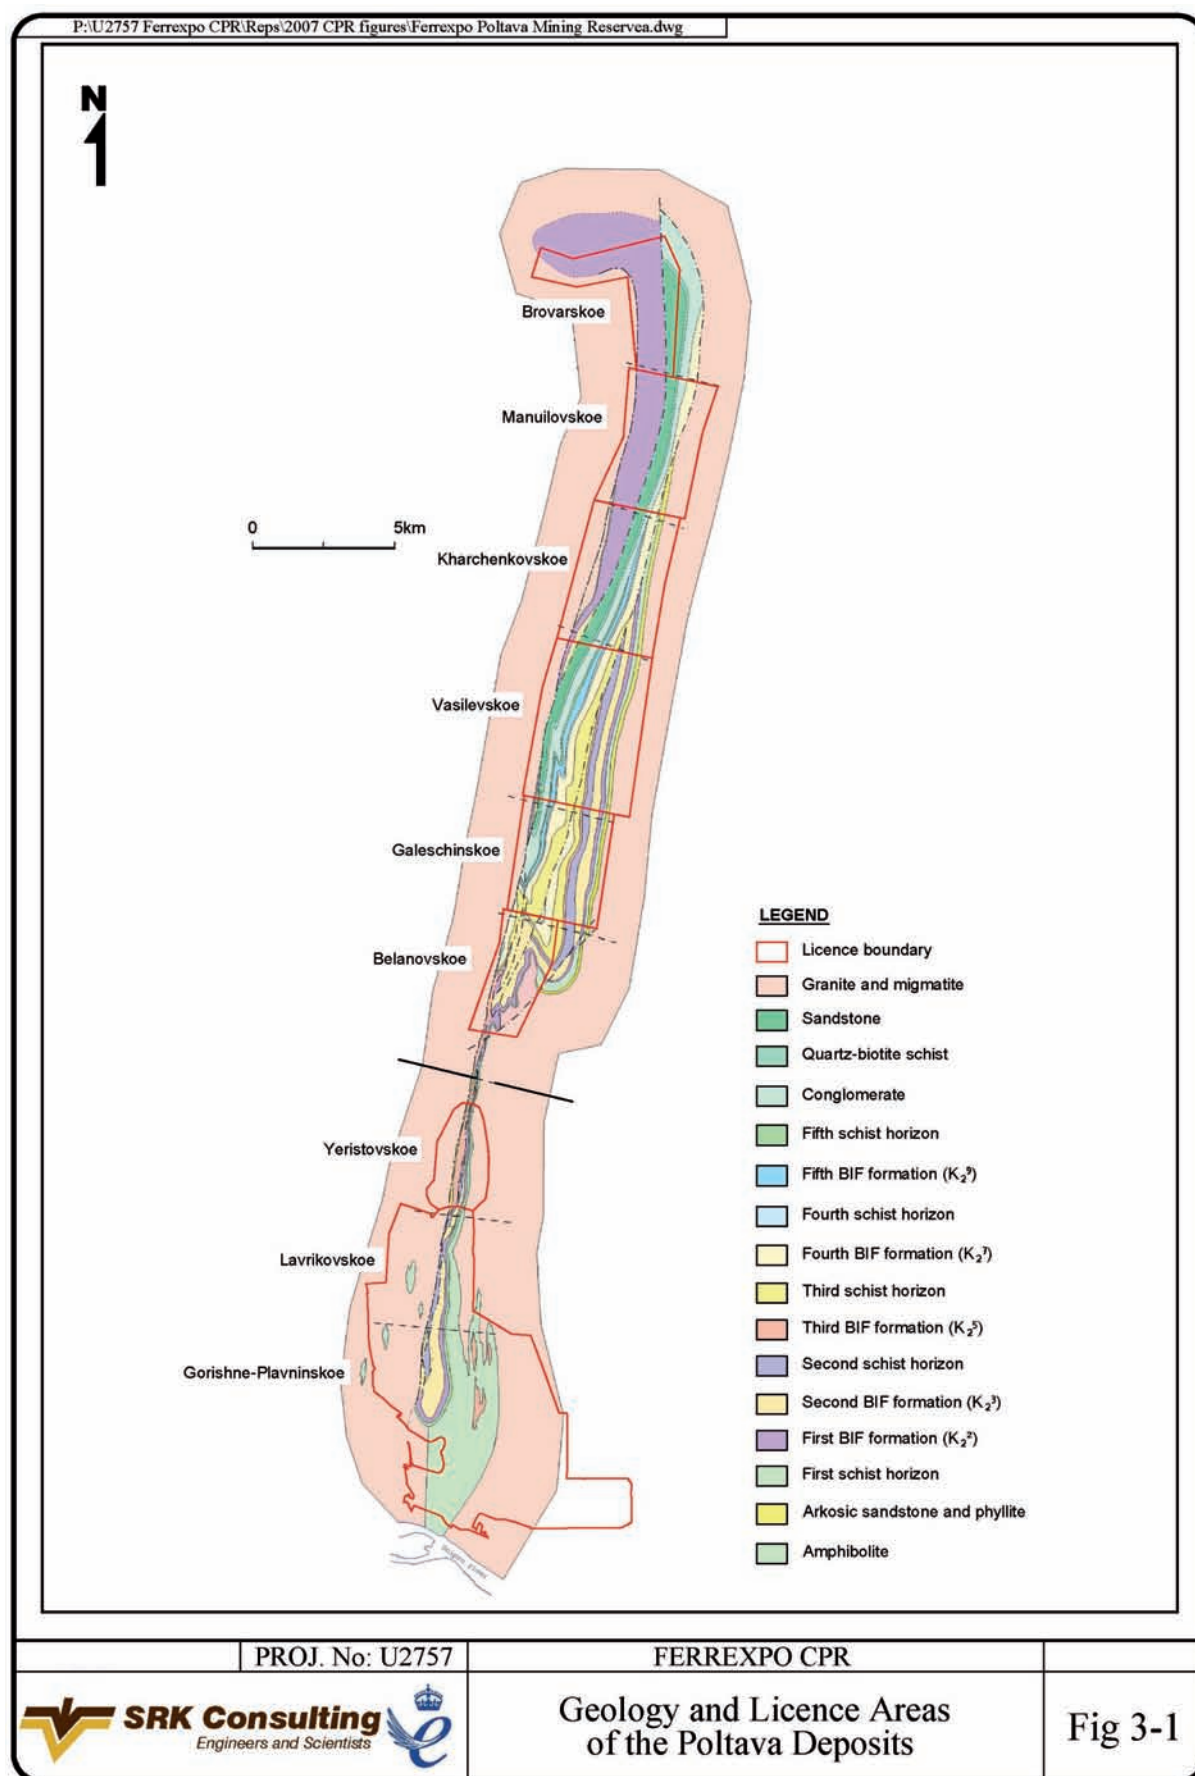 P:\U2757 Ferrexpo CPR\Reps\2007 CPR figures\Ferrexpo Poltava Mining Reservea.dwg
N
Brovarskoe
Manuilovskoe
0 5km
Kharchenkovskoe
Vasilevskoe
Galeschinskoe
Belanovskoe
Yeristovskoe
Lavrikovskoe
Gorishne-Plavninskoe
LEGEND
Licence boundary
Granite and migmatite
Sandstone
Quartz-biotite schist
Conglomerate
Fifth schist horizon
Fifth BIF formation (K₂⁹)
Fourth schist horizon
Fourth BIF formation (K₂⁷)
Third schist horizon
Third BIF formation (K₂⁵)
Second schist horizon
Second BIF formation (K₂³)
First BIF formation (K₂²)
First schist horizon
Arkosic sandstone and phyllite
Amphibolite
PROJ. No: U2757
FERREXPO CPR
SRK Consulting
Engineers and Scientists
Geology and Licence Areas
of the Poltava Deposits
Fig 3-1